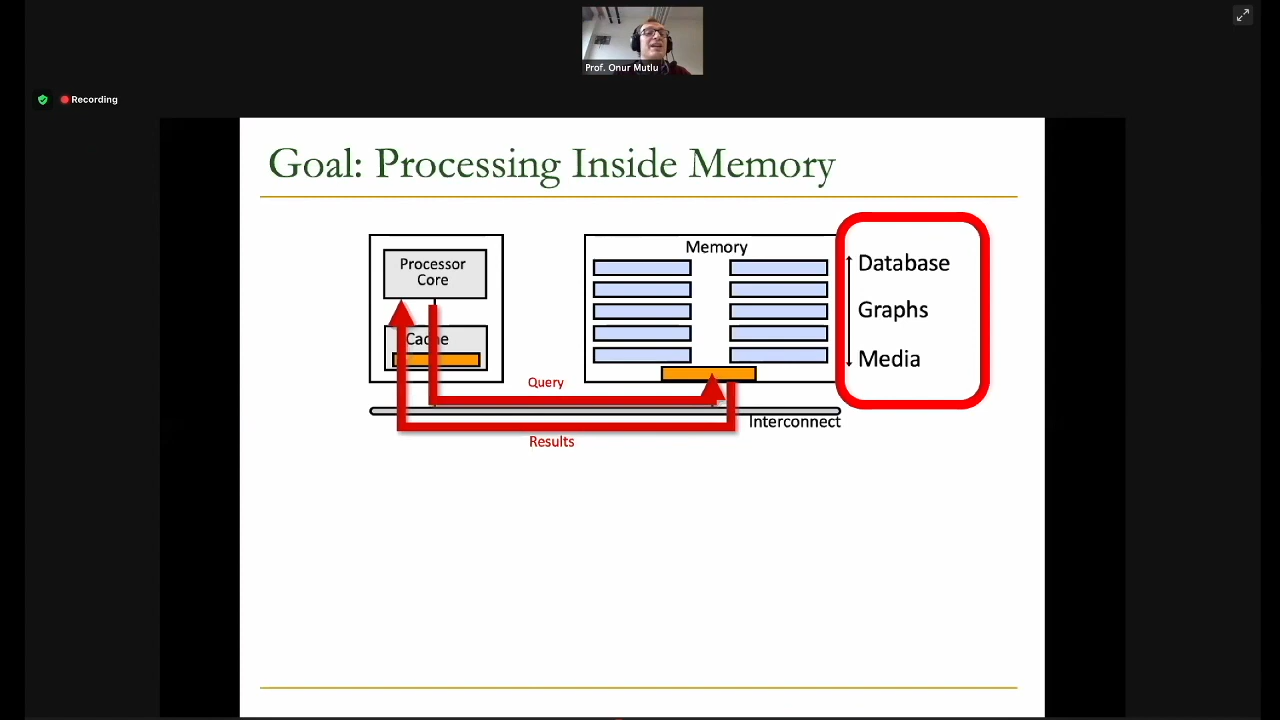 Prof. Onur Mutlu
Recording
Goal: Processing Inside Memory
Processor
Core
Cache
Memory
Database
Graphs
Media
Query
Interconnect
Results